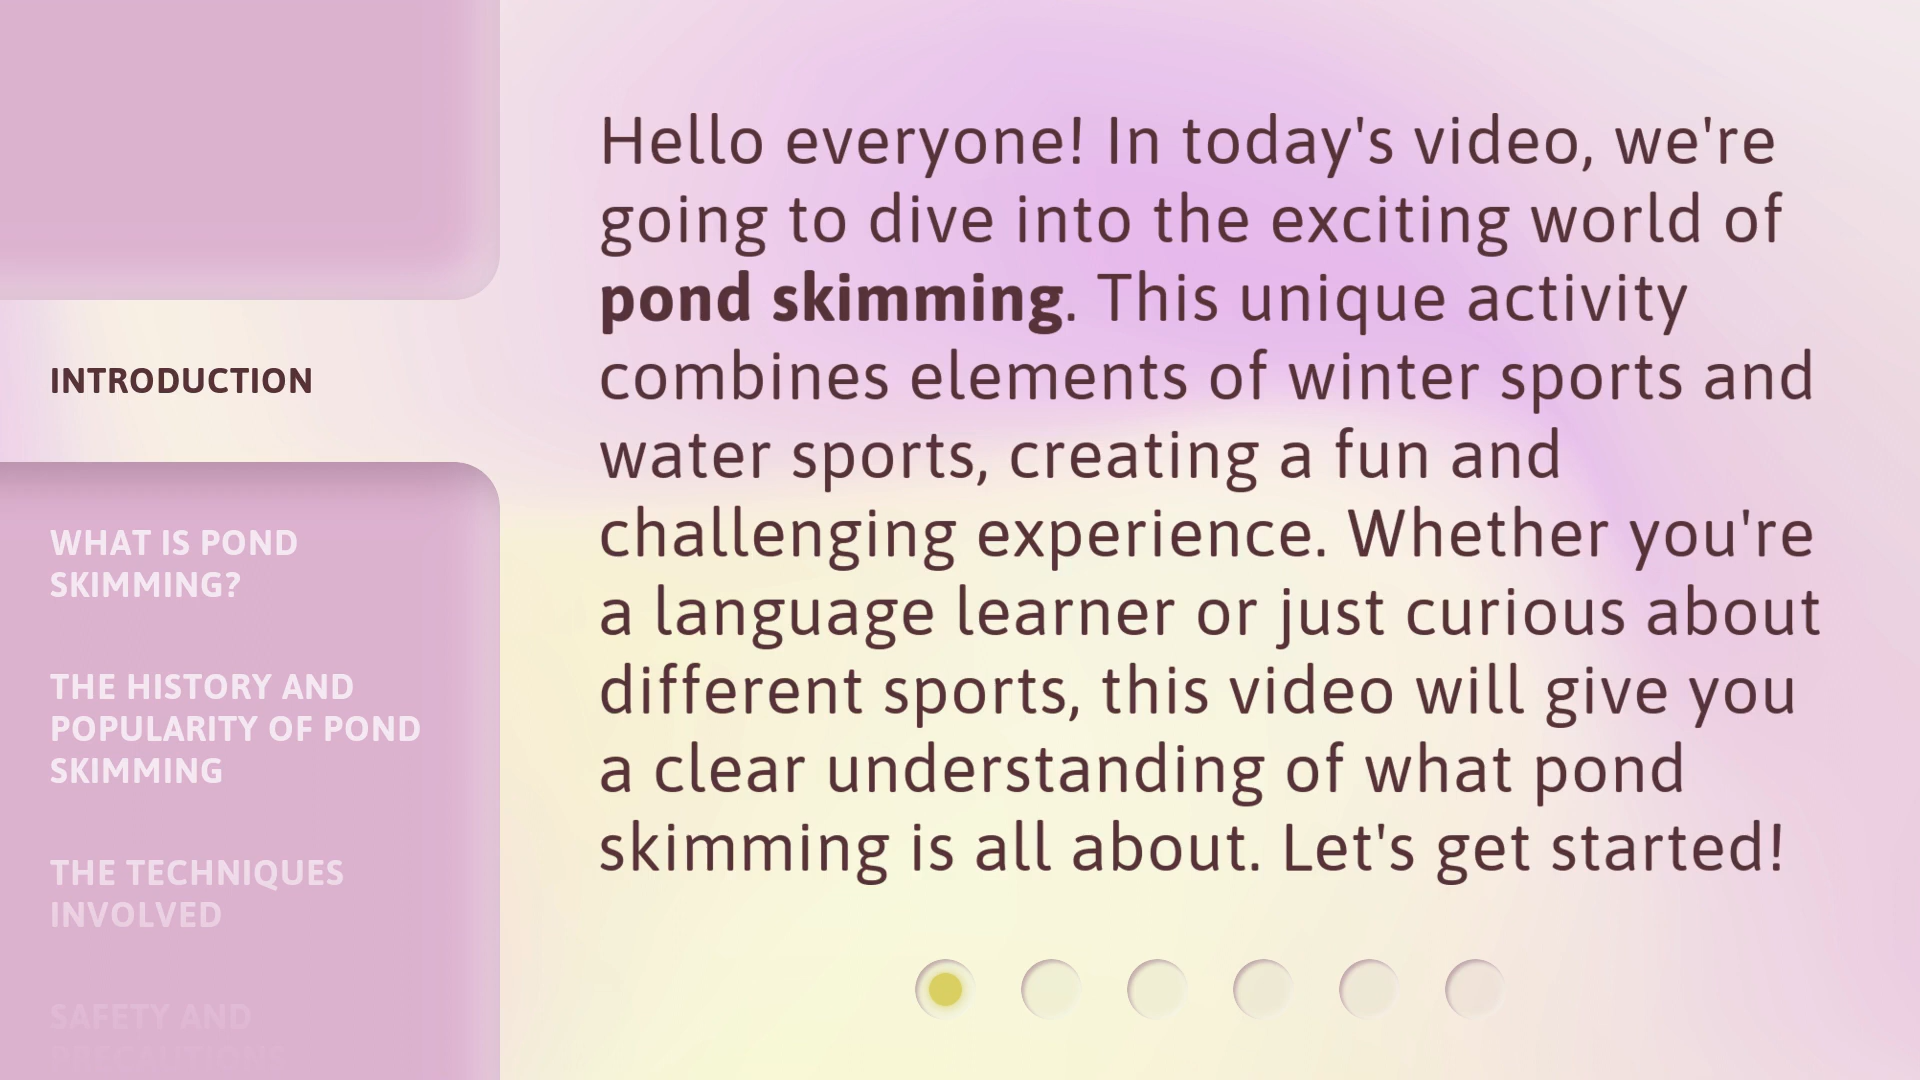 INTRODUCTION
WHAT IS POND
SKIMMING?
THE HISTORY AND
POPULARITY OF POND
SKIMMING
THE TECHNIQUES
INVOLVED
SAFETY AND
PRECAUTIONS
Hello everyone! In today's video, we're
going to dive into the exciting world of
pond skimming. This unique activity
combines elements of winter sports and
water sports, creating a fun and
challenging experience. Whether you're
a language learner or just curious about
different sports, this video will give you
a clear understanding of what pond
skimming is all about. Let's get started!